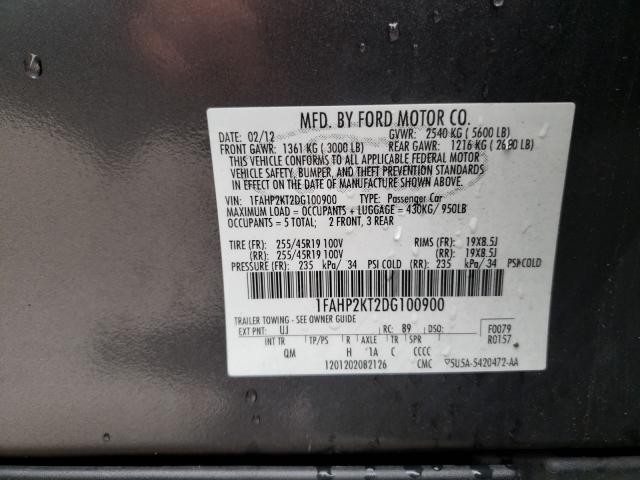 MFD. BY FORD MOTOR CO.
DATE: 02/12 GVWR: 2540 KG ( 5600 LB)
FRONT GAWR: 1361 KG ( 3000 LB) REAR GAWR: 1216 KG ( 2680 LB)
THIS VEHICLE CONFORMS TO ALL APPLICABLE FEDERAL MOTOR
VEHICLE SAFETY, BUMPER, AND THEFT PREVENTION STANDARDS
IN EFFECT ON THE DATE OF MANUFACTURE SHOWN ABOVE.
VIN: 1FAHP2KT2DG100900 TYPE: Passenger Car
MAXIMUM LOAD = OCCUPANTS + LUGGAGE = 430KG/ 950LB
OCCUPANTS = 5 TOTAL; 2 FRONT, 3 REAR
TIRE (FR): 255/45R19 100V RIMS (FR): 19X8.5J
(RR): 255/45R19 100V (RR): 19X8.5J
PRESSURE (FR): 235 kPa/ 34 PSI COLD (RR): 235 kPa/ 34 PSI COLD
1FAHP2KT2DG100900
TRAILER TOWING - SEE OWNER GUIDE
EXT PNT: UJ RC: 89 DSO: F0079
INT TR TP/PS R AXLE TR SPR R0157
QM H 1A C CCCC
1201202082126 CMC ▽5U5A-5420472-AA